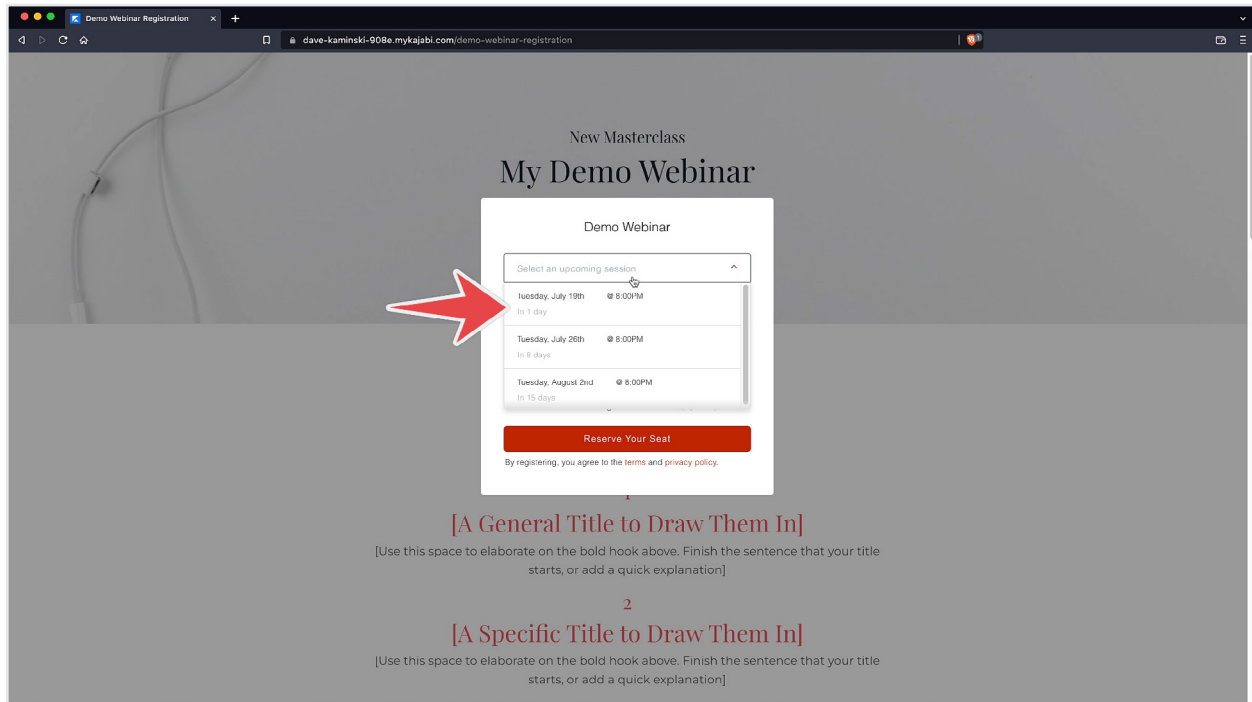 Demo Webinar Registration
dave-kaminski-908e.mykajabi.com/demo-webinar-registration
New Masterclass
My Demo Webinar
Demo Webinar
Select an upcoming session
Tuesday, July 19th @ 8:00PM
In 1 day
Tuesday, July 26th @ 8:00PM
In 8 days
Tuesday, August 2nd @ 8:00PM
In 15 days
Reserve Your Seat
By registering, you agree to the terms and privacy policy.
[A General Title to Draw Them In]
[Use this space to elaborate on the bold hook above. Finish the sentence that your title
starts, or add a quick explanation]
2
[A Specific Title to Draw Them In]
[Use this space to elaborate on the bold hook above. Finish the sentence that your title
starts, or add a quick explanation]